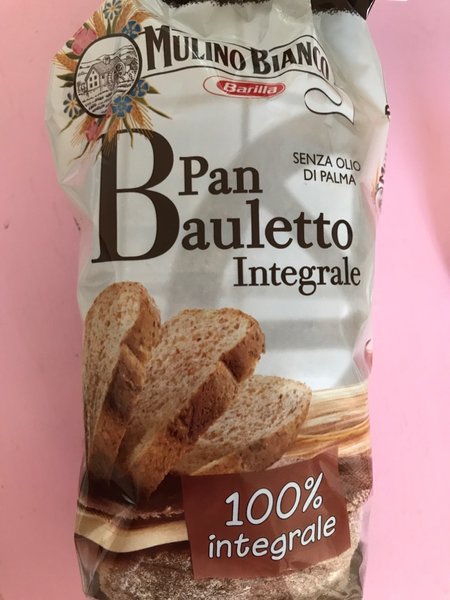 MULINO BIANCO
Barilla
SENZA OLIO
DI PALMA
Pan
Bauletto
Integrale
100%
integrale